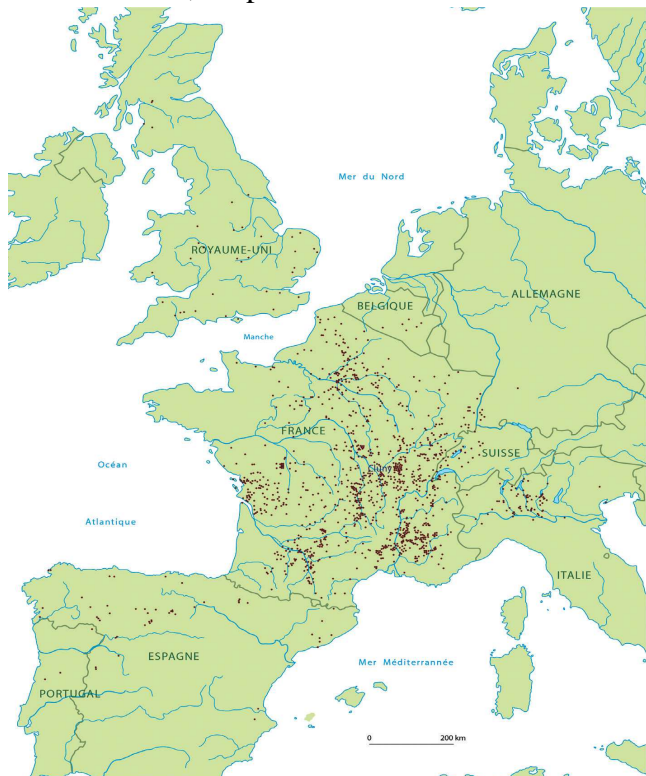 Mer du Nord
ROYAUME-UNI
ALLEMAGNE
BELGIQUE
Manche
FRANCE
Cluny
SUISSE
Océan
Atlantique
ITALIE
ESPAGNE
Mer Méditerrannée
PORTUGAL
0 200 km